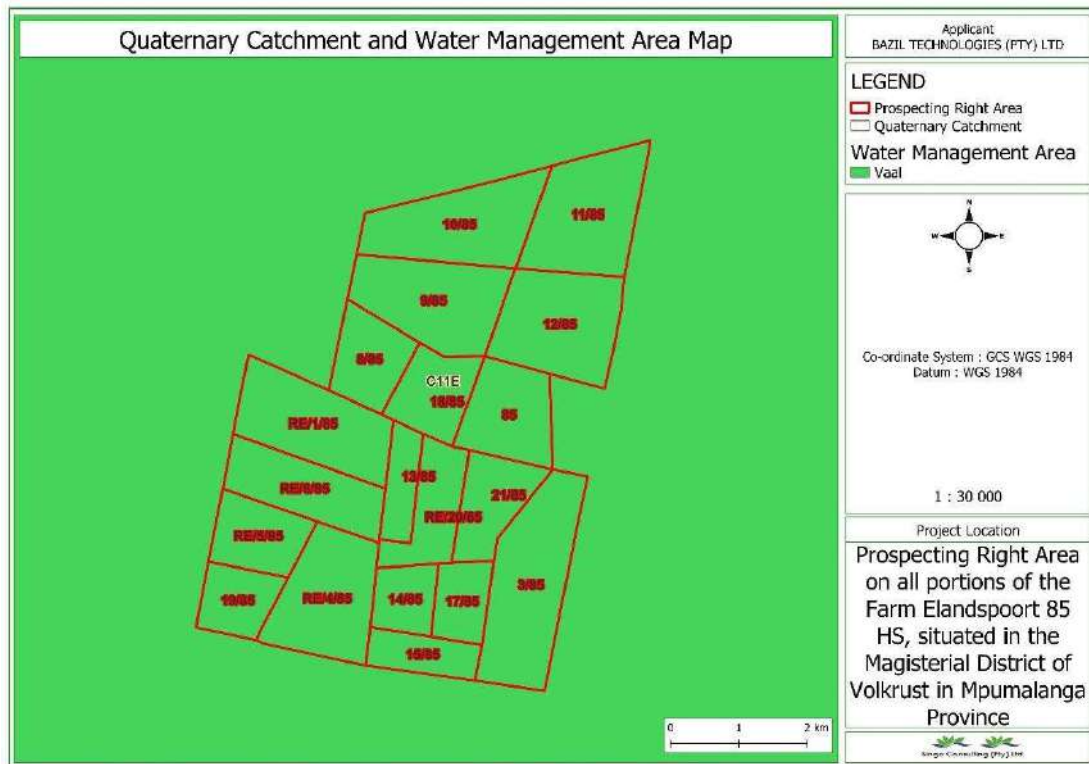 Quaternary Catchment and Water Management Area Map
Applicant
BAZIL TECHNOLOGIES (PTY) LTD
LEGEND
Prospecting Right Area
Quaternary Catchment
Water Management Area
Vaal
N
W E
S
Co-ordinate System : GCS WGS 1984
Datum : WGS 1984
1 : 30 000
Project Location
Prospecting Right Area
on all portions of the
Farm Elandspoort 85
HS, situated in the
Magisterial District of
Volkrust in Mpumalanga
Province
Singo Consulting (Pty) Ltd
11/85
10/85
9/85
12/85
8/85
C11E
18/85
85
RE/1/85
13/85
RE/6/85
21/85
RE/20/85
RE/5/85
3/85
19/85
RE/4/85
14/85
17/85
0 1 2 km